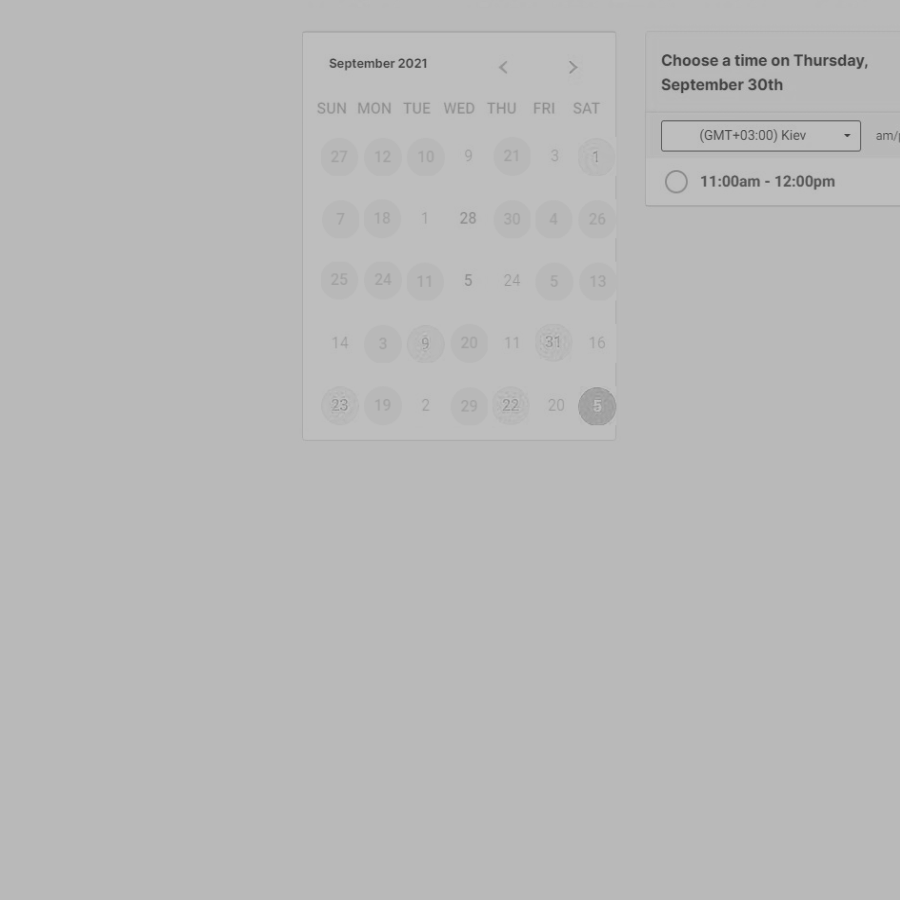 September 2021
SUN MON TUE WED THU FRI SAT
27 12 10 9 21 3 1
7 18 1 28 30 4 26
25 24 11 5 24 5 13
14 3 9 20 11 31 16
23 19 2 29 22 20 5
Choose a time on Thursday,
September 30th
(GMT+03:00) Kiev
am/
11:00am - 12:00pm